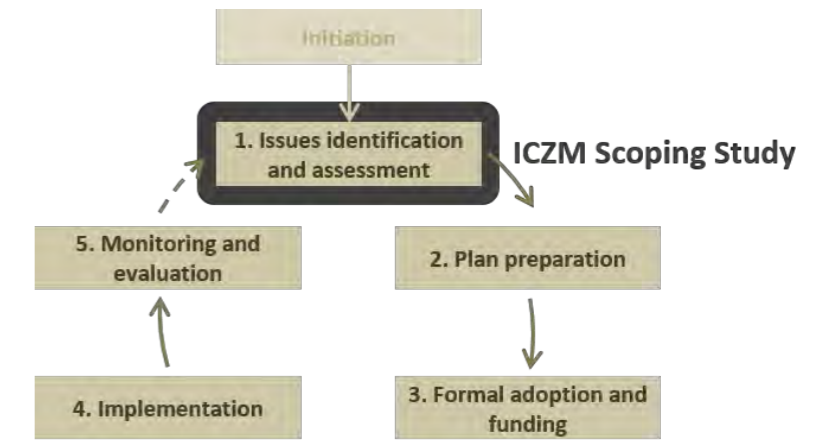 Initiation
1. Issues identification
and assessment
ICZM Scoping Study
5. Monitoring and
evaluation
2. Plan preparation
4. Implementation
3. Formal adoption and
funding